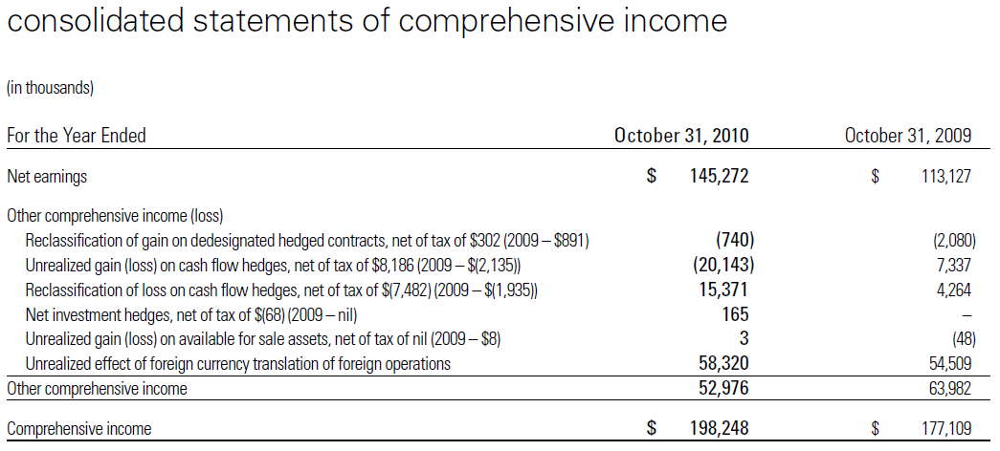 consolidated statements of comprehensive income
(in thousands)
For the Year Ended October 31, 2010 October 31, 2009
Net earnings $ 145,272 $ 113,127
Other comprehensive income (loss)
Reclassification of gain on dedesignated hedged contracts, net of tax of $302 (2009 – $891) (740) (2,080)
Unrealized gain (loss) on cash flow hedges, net of tax of $8,186 (2009 – $(2,135)) (20,143) 7,337
Reclassification of loss on cash flow hedges, net of tax of $(7,482) (2009 – $(1,935)) 15,371 4,264
Net investment hedges, net of tax of $(68) (2009 – nil) 165 –
Unrealized gain (loss) on available for sale assets, net of tax of nil (2009 – $8) 3 (48)
Unrealized effect of foreign currency translation of foreign operations 58,320 54,509
Other comprehensive income 52,976 63,982
Comprehensive income $ 198,248 $ 177,109